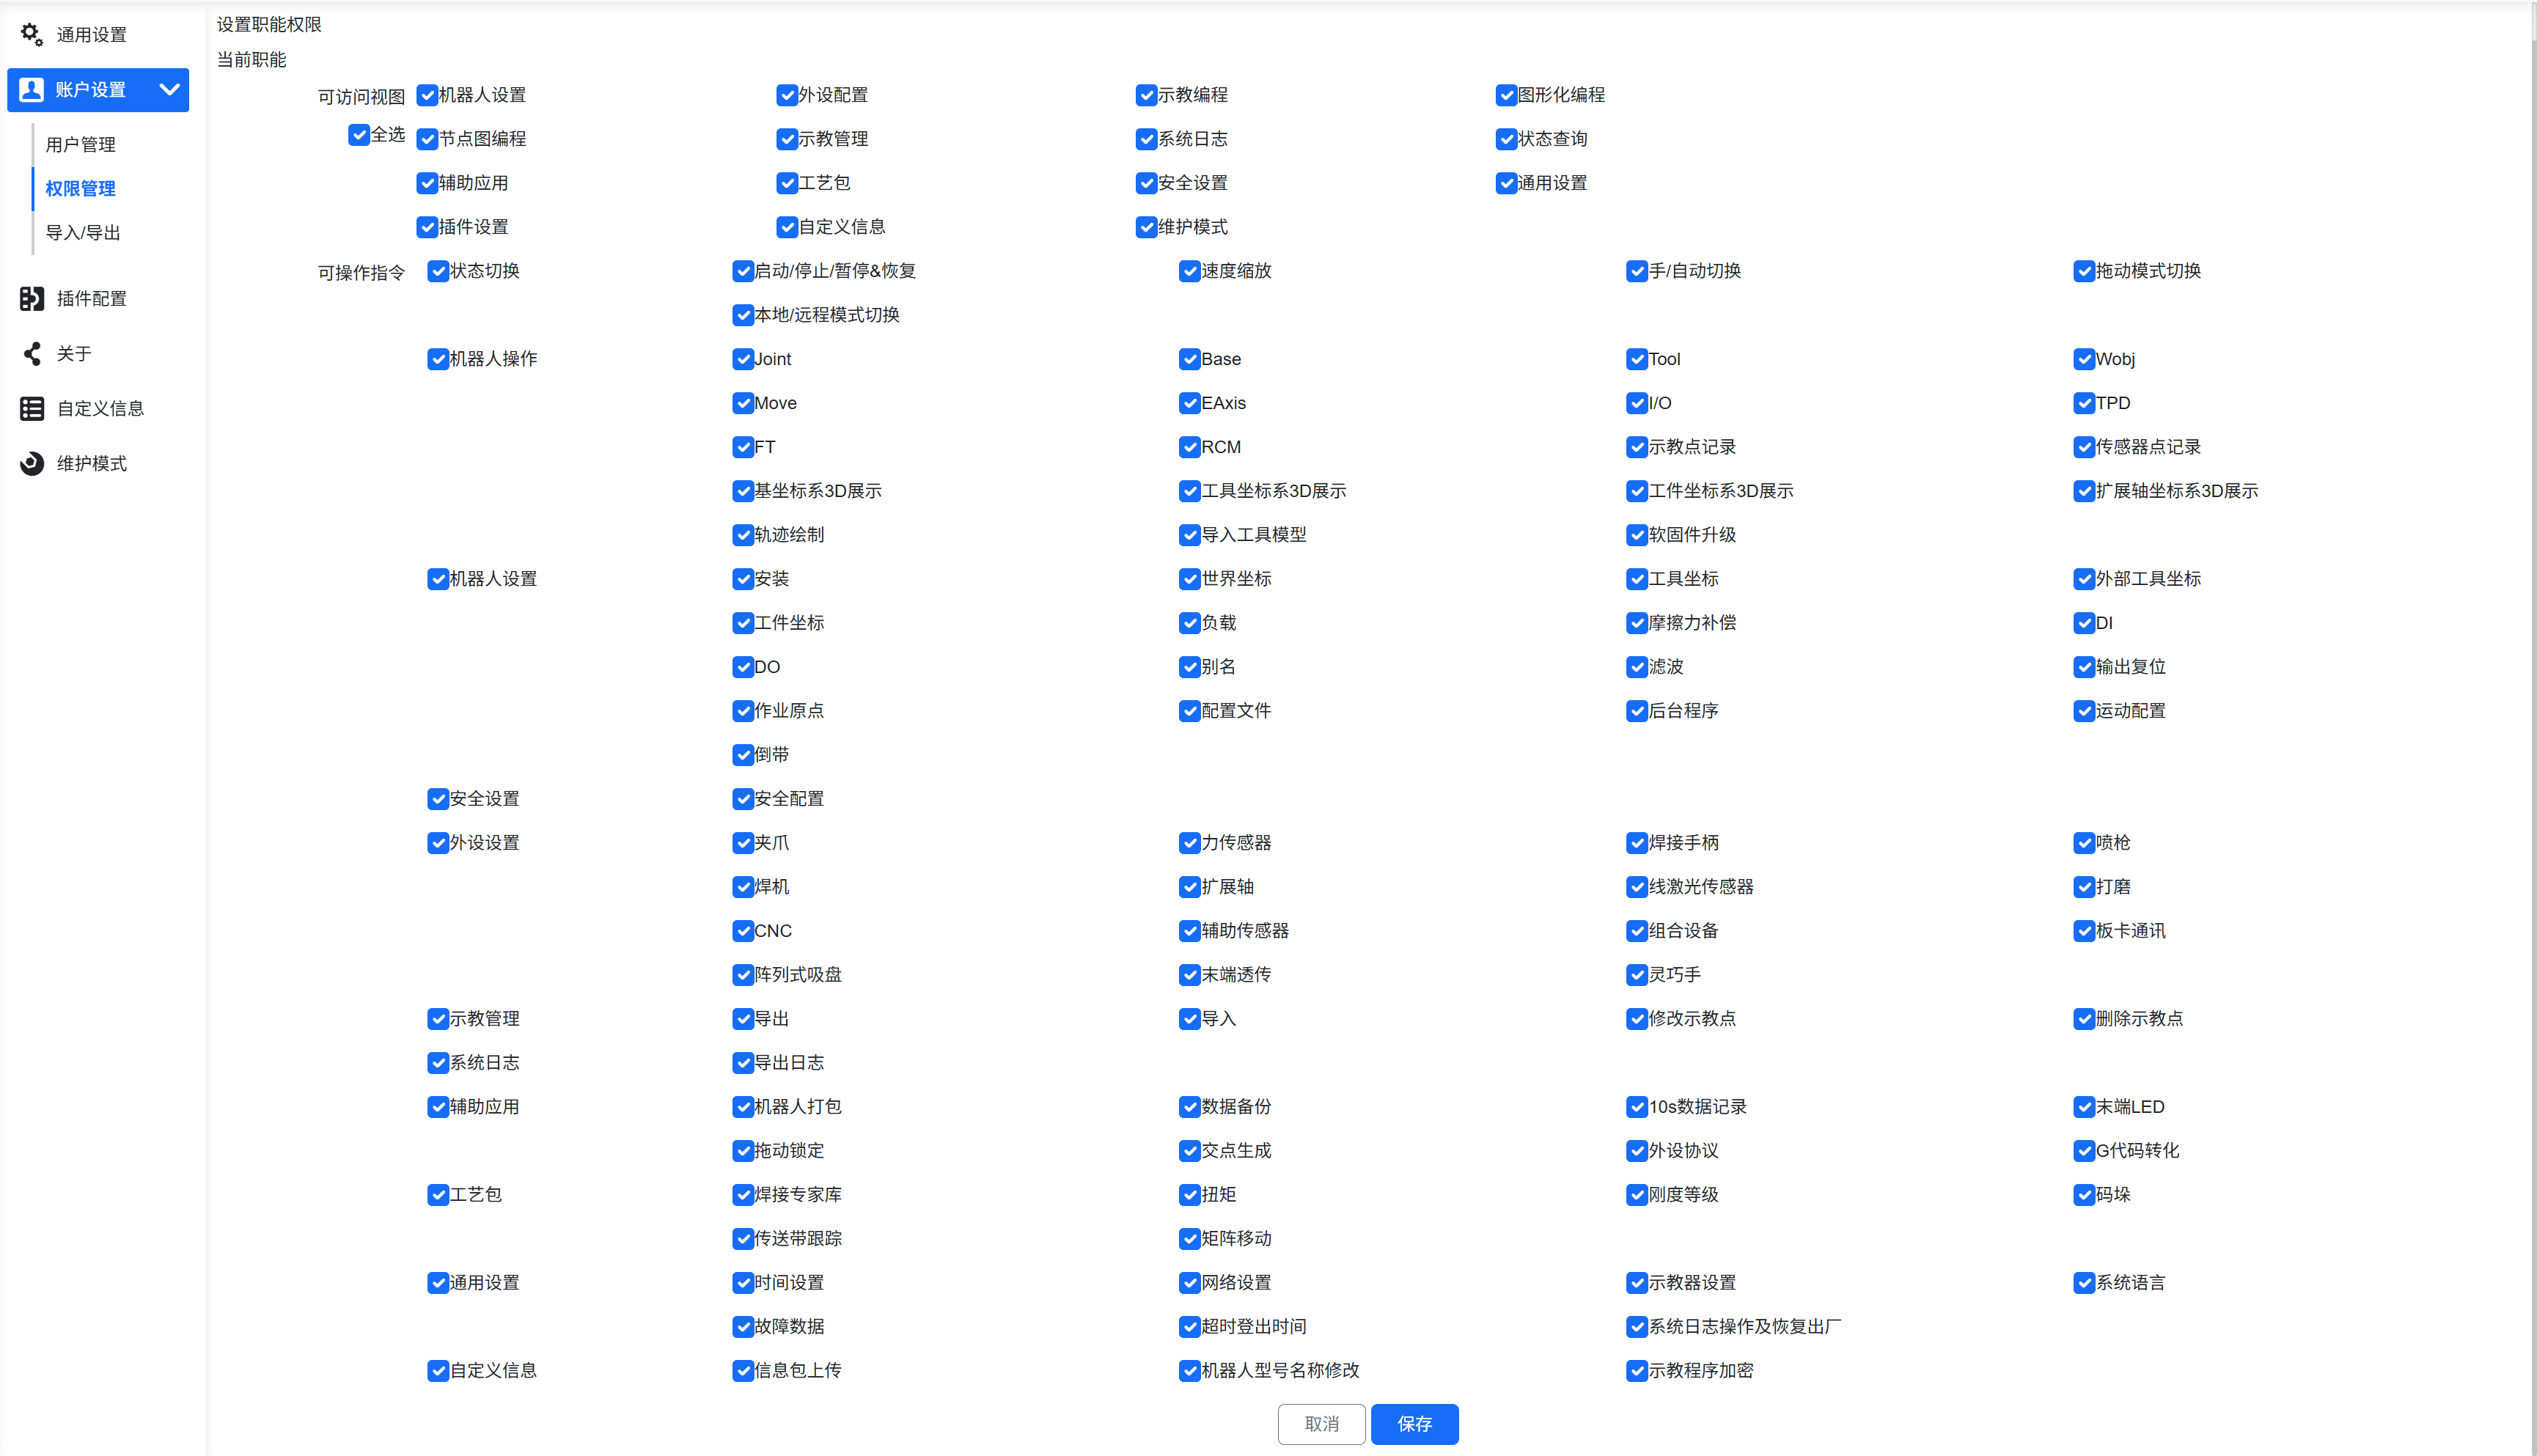 通用设置
账户设置
用户管理
权限管理
导入/导出
插件配置
关于
自定义信息
维护模式
设置职能权限
当前职能
可访问视图 机器人设置 外设配置 示教编程 图形化编程
全选 节点图编程 示教管理 系统日志 状态查询
辅助应用 工艺包 安全设置 通用设置
插件设置 自定义信息 维护模式
可操作指令 状态切换 启动/停止/暂停&恢复 速度缩放 手/自动切换 拖动模式切换
本地/远程模式切换
机器人操作 Joint Base Tool Wobj
Move EAxis I/O TPD
FT RCM 示教点记录 传感器点记录
基坐标系3D展示 工具坐标系3D展示 工件坐标系3D展示 扩展轴坐标系3D展示
轨迹绘制 导入工具模型 软固件升级
机器人设置 安装 世界坐标 工具坐标 外部工具坐标
工件坐标 负载 摩擦力补偿 DI
DO 别名 滤波 输出复位
作业原点 配置文件 后台程序 运动配置
倒带
安全设置 安全配置
外设设置 夹爪 力传感器 焊接手柄 喷枪
焊机 扩展轴 线激光传感器 打磨
CNC 辅助传感器 组合设备 板卡通讯
阵列式吸盘 末端透传 灵巧手
示教管理 导出 导入 修改示教点 删除示教点
系统日志 导出日志
辅助应用 机器人打包 数据备份 10s数据记录 末端LED
拖动锁定 交点生成 外设协议 G代码转化
工艺包 焊接专家库 扭矩 刚度等级 码垛
传送带跟踪 矩阵移动
通用设置 时间设置 网络设置 示教器设置 系统语言
故障数据 超时登出时间 系统日志操作及恢复出厂
自定义信息 信息包上传 机器人型号名称修改 示教程序加密
取消 保存